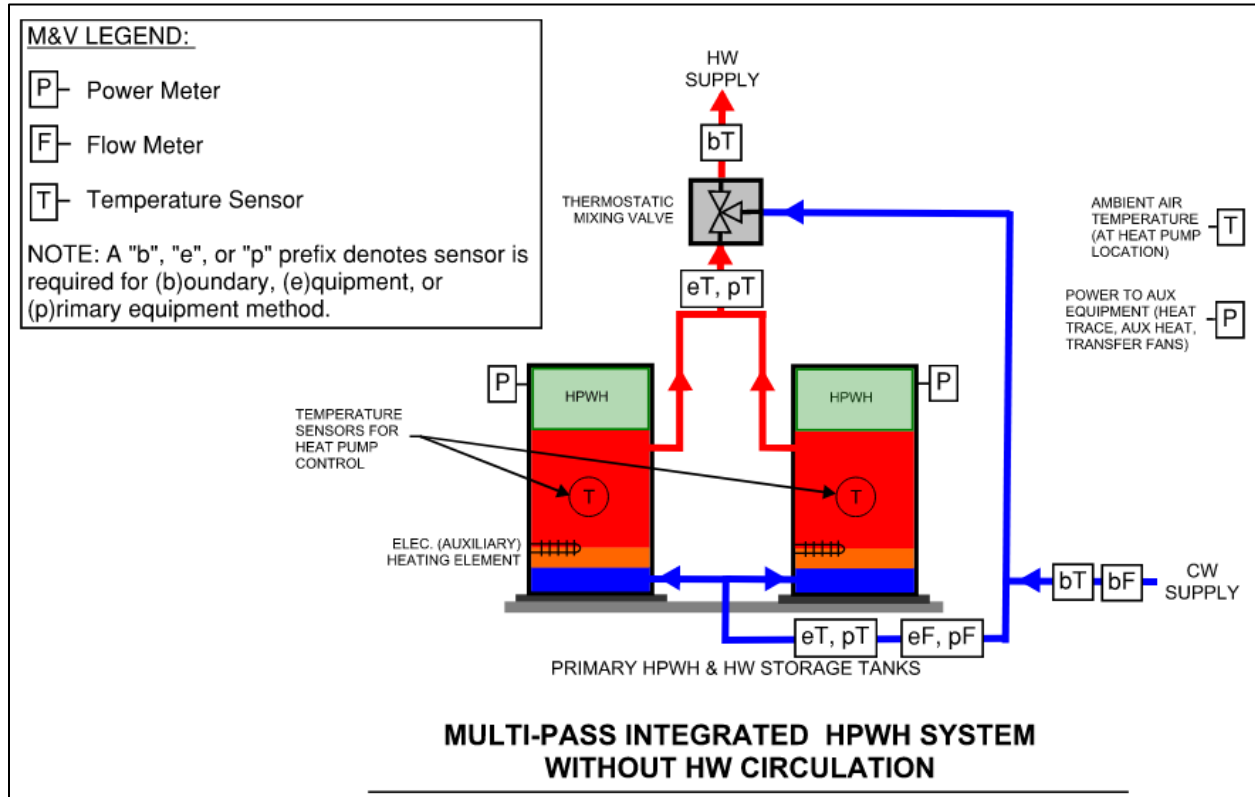 M&V LEGEND:
P Power Meter
F Flow Meter
T Temperature Sensor
NOTE: A "b", "e", or "p" prefix denotes sensor is
required for (b)oundary, (e)quipment, or
(p)rimary equipment method.
HW
SUPPLY
bT
THERMOSTATIC
MIXING VALVE
AMBIENT AIR
TEMPERATURE
(AT HEAT PUMP
LOCATION)
T
eT, pT
POWER TO AUX
EQUIPMENT (HEAT
TRACE, AUX HEAT,
TRANSFER FANS)
P
P
HPWH
HPWH
P
TEMPERATURE
SENSORS FOR
HEAT PUMP
CONTROL
T
T
ELEC. (AUXILIARY)
HEATING ELEMENT
bT
bF
CW
SUPPLY
eT, pT
eF, pF
PRIMARY HPWH & HW STORAGE TANKS
MULTI-PASS INTEGRATED HPWH SYSTEM
WITHOUT HW CIRCULATION